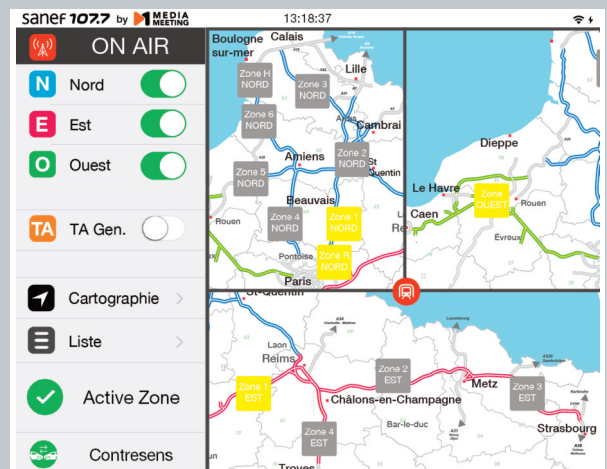 sanef 107.7 by MEDIA MEETING
13:18:37
ON AIR
N Nord
E Est
O Ouest
TA TA Gen.
Cartographie
Liste
Active Zone
Contresens
Boulogne
sur-mer
Calais
Lille
Zone H
NORD
Zone 3
NORD
Zone 6
NORD
Cambrai
Amiens
Zone 2
NORD
St
Quentin
Zone 5
NORD
Beauvais
Zone 4
NORD
Zone 1
NORD
Rouen
Pontoise
Zone R
NORD
Paris
Dieppe
Le Havre
Zone
OUEST
Rouen
Caen
Évreux
St-Quentin
Laon
Reims
Zone 1
EST
Zone 2
EST
Metz
Zone 3
EST
Châlons-en-Champagne
Bar-le-duc
Strasbourg
Zone 4
EST
Troyes